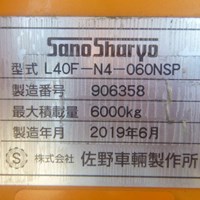 SanoSharyo
型式 L40F-N4-060NSP
製造番号 906358
最大積載量 6000kg
製造年月 2019年6月
S 株式会社 佐野車輛製作所